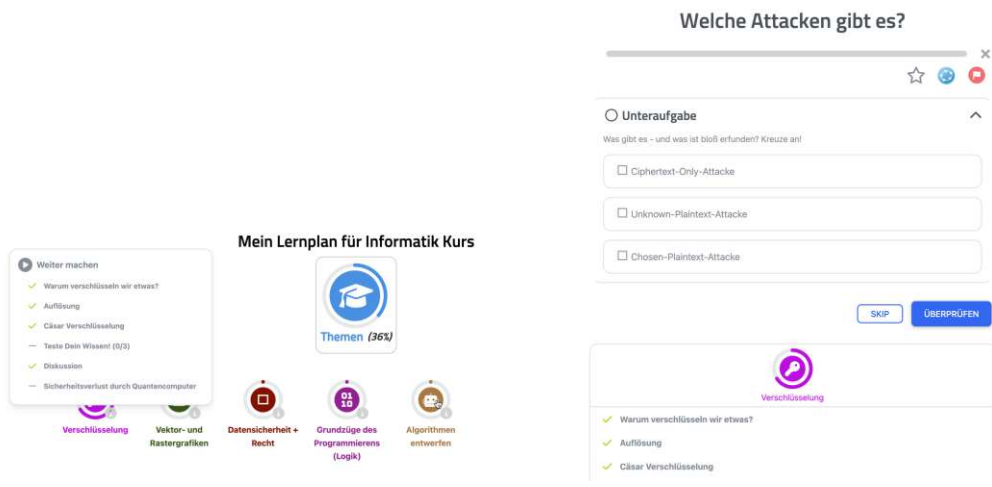 Mein Lernplan für Informatik Kurs
Weiter machen
Warum verschlüsseln wir etwas?
Auflösung
Cäsar Verschlüsselung
Teste Dein Wissen! (0/3)
Diskussion
Sicherheitsverlust durch Quantencomputer
Themen (36%)
Verschlüsselung
Vektor- und
Rastergrafiken
Datensicherheit +
Recht
01
10
Grundzüge des
Programmierens
(Logik)
Algorithmen
entwerfen
Welche Attacken gibt es?
Unteraufgabe
Was gibt es - und was ist bloß erfunden? Kreuze an!
Ciphertext-Only-Attacke
Unknown-Plaintext-Attacke
Chosen-Plaintext-Attacke
SKIP
ÜBERPRÜFEN
Verschlüsselung
Warum verschlüsseln wir etwas?
Auflösung
Cäsar Verschlüsselung